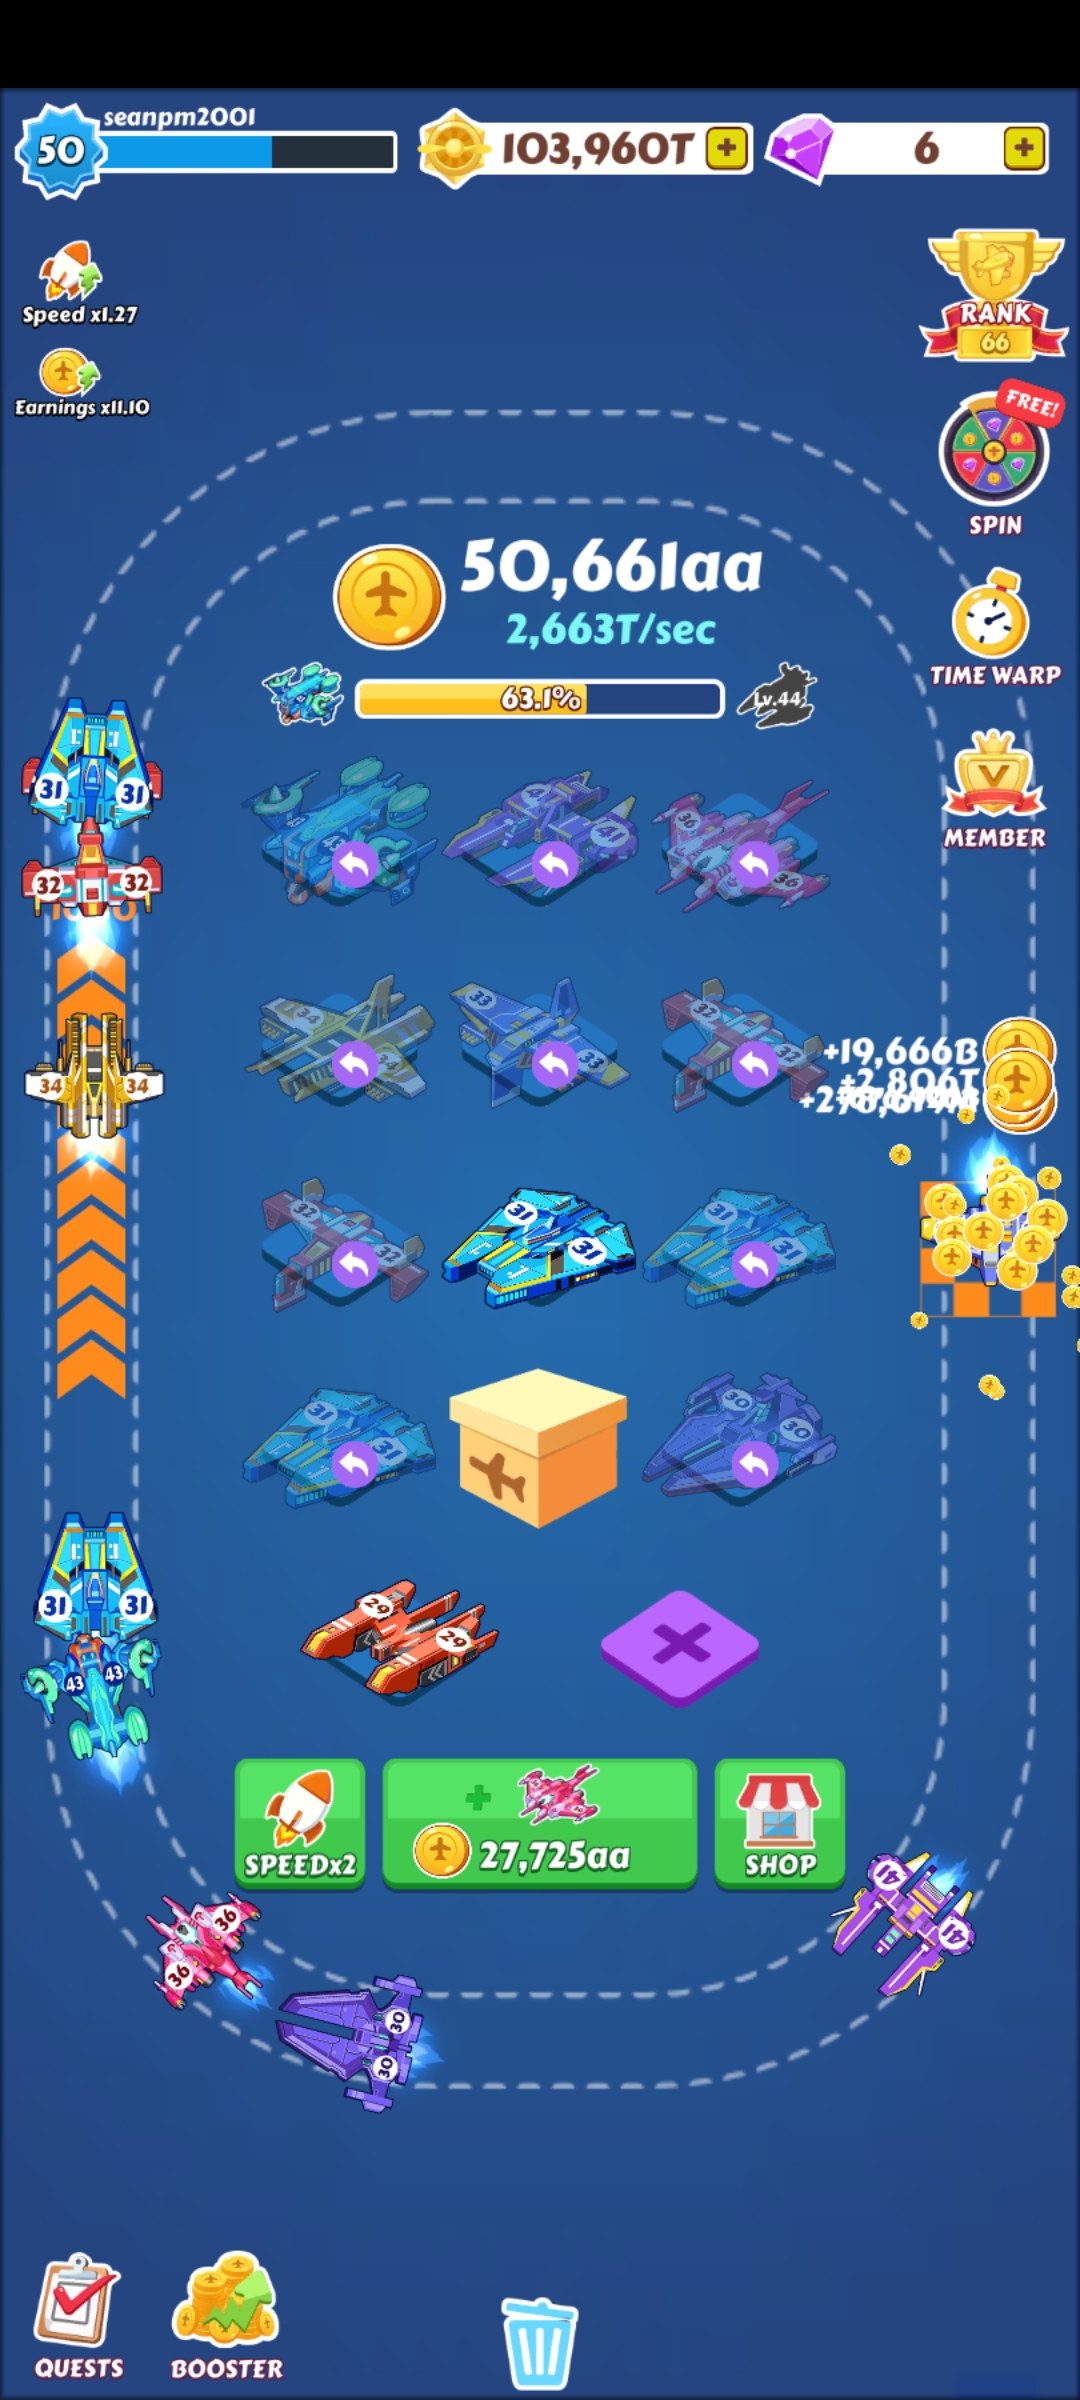 seanpm2001
50
103,960T
6
Speed x1.27
Earnings x11.10
RANK
66
FREE!
SPIN
50,661aa
2,663T/sec
TIME WARP
63.1%
Lv.44
MEMBER
31 31
32 32
34 34
43
41 41
36 36
34 34
33 33
32 32
+19,666B
+2,806T
32 32
31 31
31 31
31 31
30 30
31 31
43 43
29 29
SPEEDx2
27,725aa
SHOP
36 36
30 30
41 41
QUESTS
BOOSTER